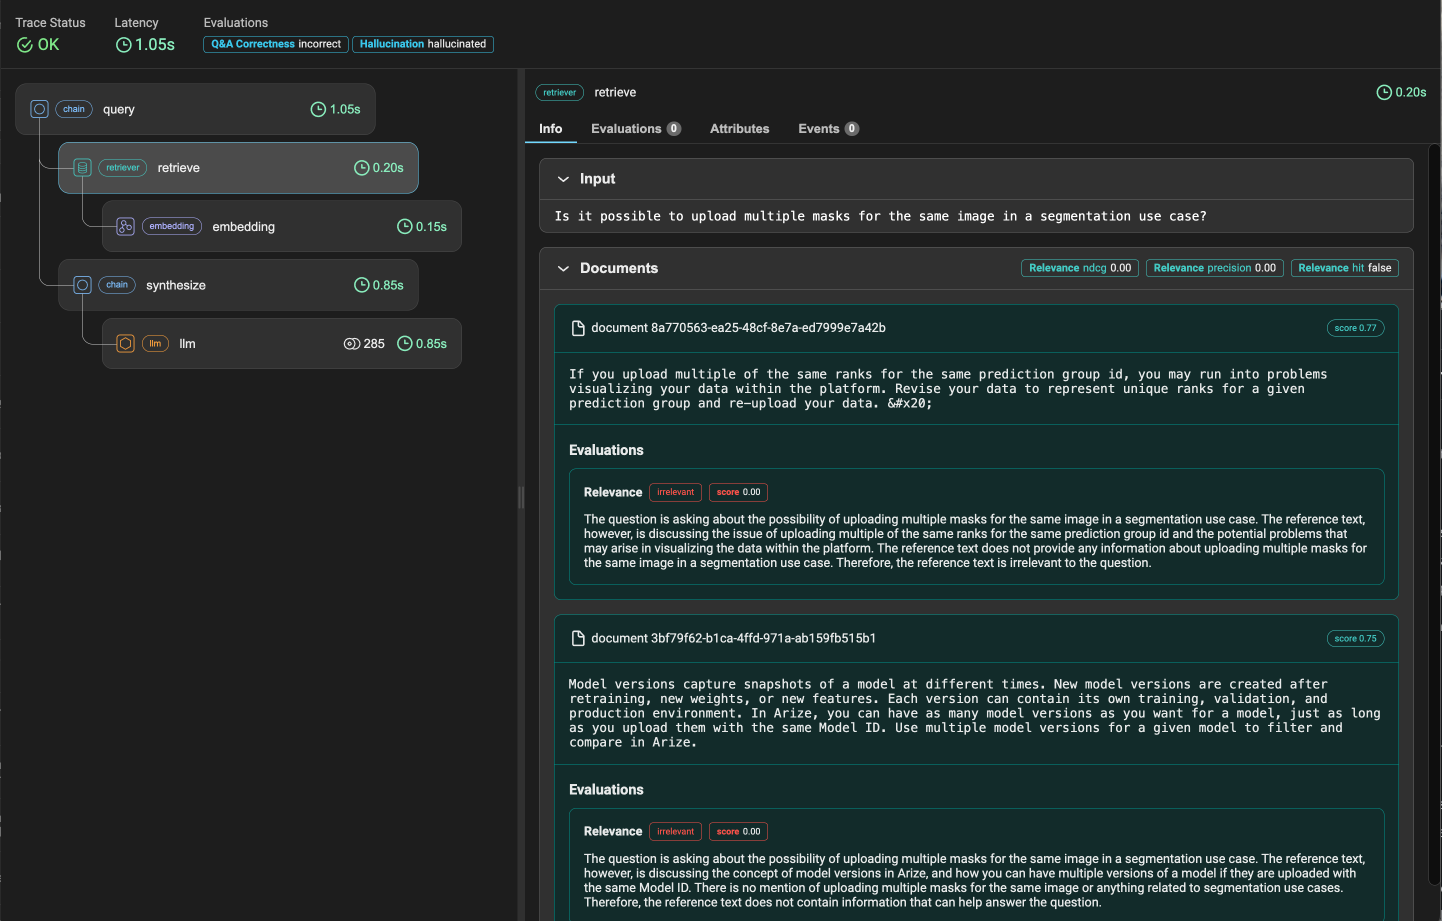 Trace Status
OK
Latency
1.05s
Evaluations
Q&A Correctness incorrect
Hallucination hallucinated
chain query 1.05s
retriever retrieve 0.20s
embedding embedding 0.15s
chain synthesize 0.85s
llm llm 285 0.85s
retriever retrieve 0.20s
Info Evaluations 0 Attributes Events 0
Input
Is it possible to upload multiple masks for the same image in a segmentation use case?
Documents Relevance ndcg 0.00 Relevance precision 0.00 Relevance hit false
document 8a770563-ea25-48cf-8e7a-ed7999e7a42b score 0.77
If you upload multiple of the same ranks for the same prediction group id, you may run into problems
visualizing your data within the platform. Revise your data to represent unique ranks for a given
prediction group and re-upload your data. &#x20;
Evaluations
Relevance irrelevant score 0.00
The question is asking about the possibility of uploading multiple masks for the same image in a segmentation use case. The reference text,
however, is discussing the issue of uploading multiple of the same ranks for the same prediction group id and the potential problems that
may arise in visualizing the data within the platform. The reference text does not provide any information about uploading multiple masks for
the same image in a segmentation use case. Therefore, the reference text is irrelevant to the question.
document 3bf79f62-b1ca-4ffd-971a-ab159fb515b1 score 0.75
Model versions capture snapshots of a model at different times. New model versions are created after
retraining, new weights, or new features. Each version can contain its own training, validation, and
production environment. In Arize, you can have as many model versions as you want for a model, just as long
as you upload them with the same Model ID. Use multiple model versions for a given model to filter and
compare in Arize.
Evaluations
Relevance irrelevant score 0.00
The question is asking about the possibility of uploading multiple masks for the same image in a segmentation use case. The reference text,
however, is discussing the concept of model versions in Arize, and how you can have multiple versions of a model if they are uploaded with
the same Model ID. There is no mention of uploading multiple masks for the same image or anything related to segmentation use cases.
Therefore, the reference text does not contain information that can help answer the question.